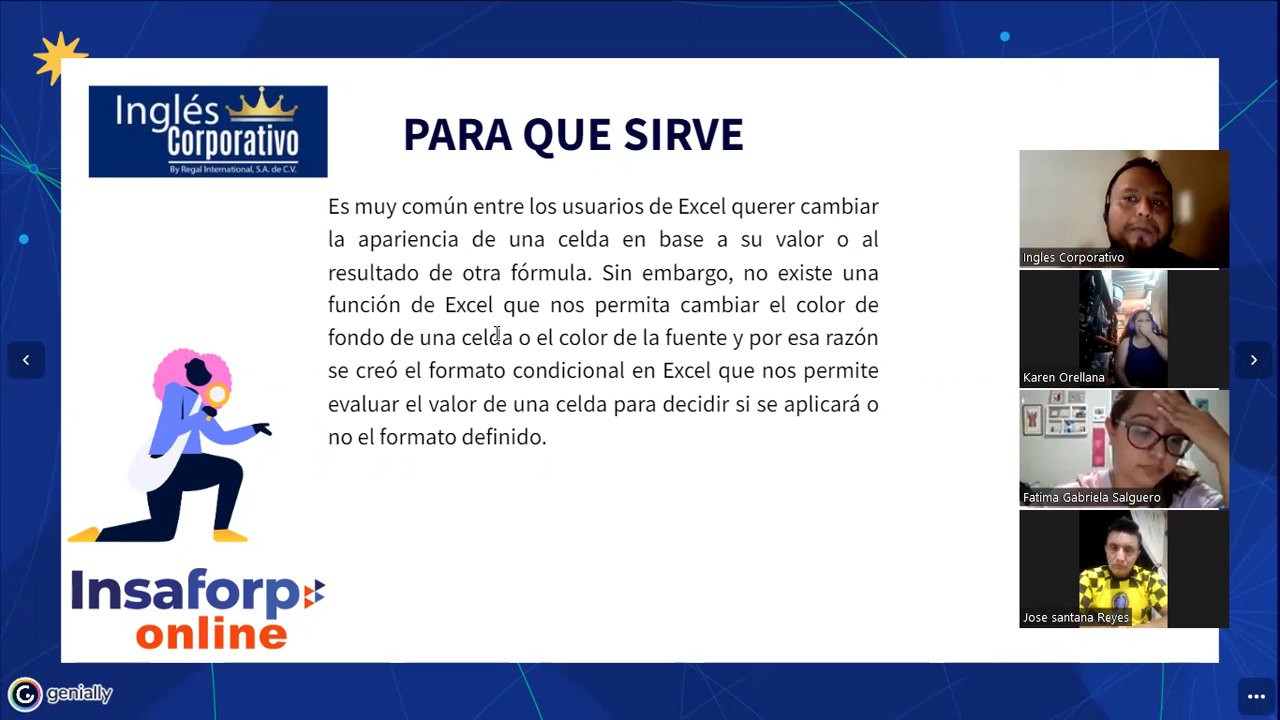 Inglés
Corporativo
By Regal International, S.A. de C.V.
PARA QUE SIRVE
Es muy común entre los usuarios de Excel querer cambiar
la apariencia de una celda en base a su valor o al
resultado de otra fórmula. Sin embargo, no existe una
función de Excel que nos permita cambiar el color de
fondo de una celda o el color de la fuente y por esa razón
se creó el formato condicional en Excel que nos permite
evaluar el valor de una celda para decidir si se aplicará o
no el formato definido.
Ingles Corporativo
Karen Orellana
Fatima Gabriela Salguero
Jose santana Reyes
Insaforp
online
genially